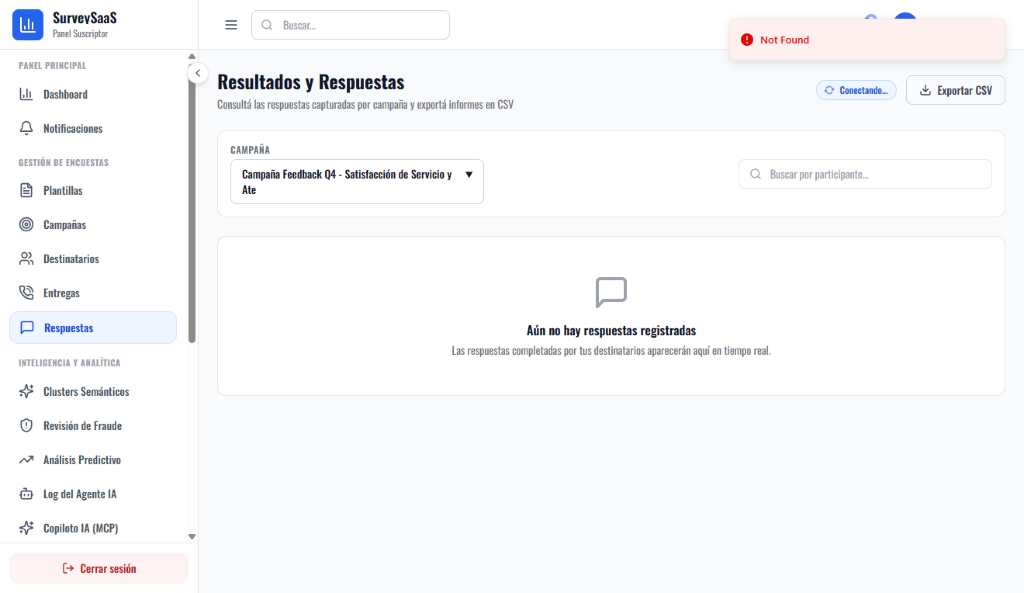 SurveySaaS
Panel Suscriptor
Buscar...
Not Found
PANEL PRINCIPAL
Dashboard
Notificaciones
GESTIÓN DE ENCUESTAS
Plantillas
Campañas
Destinatarios
Entregas
Respuestas
INTELIGENCIA Y ANALÍTICA
Clusters Semánticos
Revisión de Fraude
Análisis Predictivo
Log del Agente IA
Copiloto IA (MCP)
Cerrar sesión
Resultados y Respuestas
Consultá las respuestas capturadas por campaña y exportá informes en CSV
Conectando...
Exportar CSV
CAMPAÑA
Campaña Feedback Q4 - Satisfacción de Servicio y
Ate
Buscar por participante...
Aún no hay respuestas registradas
Las respuestas completadas por tus destinatarios aparecerán aquí en tiempo real.